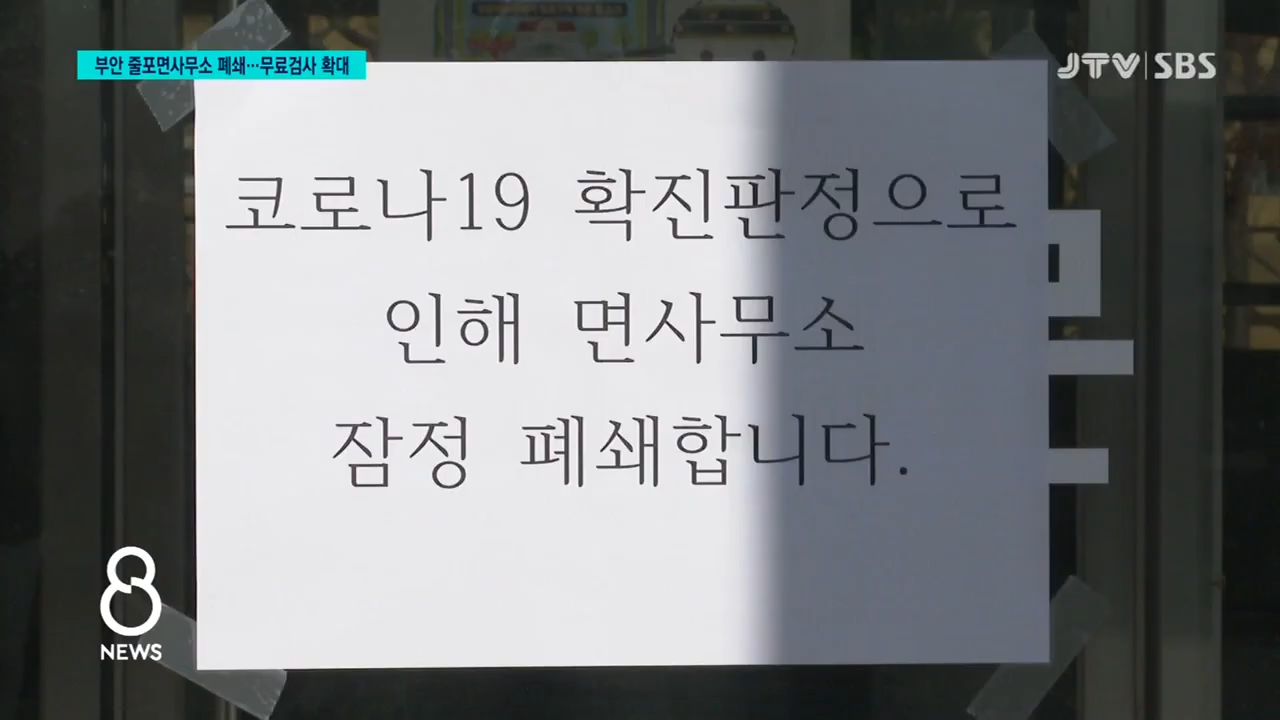 부안 줄포면사무소 폐쇄…무료검사 확대
JTV SBS
코로나19 확진판정으로
인해 면사무소
잠정 폐쇄합니다.
8
NEWS